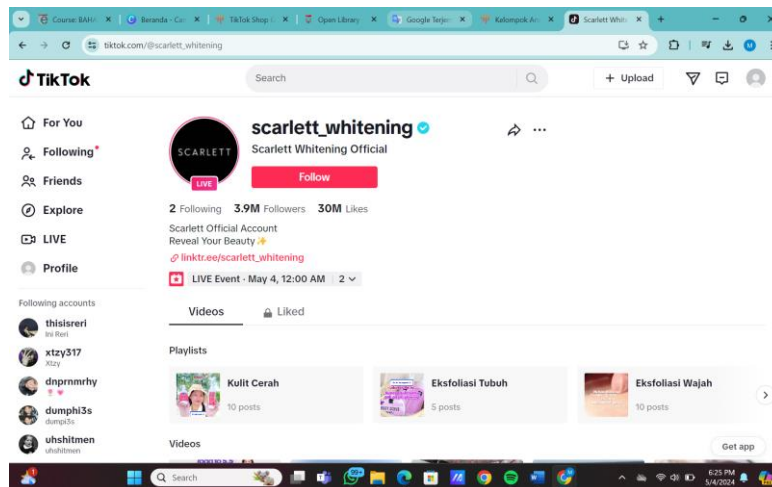 Course: BAHA
Beranda - Can
TikTok Shop
Open Library
Google Terjem
Kelompok
Scarlett White
tiktok.com/@scarlett_whitening
TikTok
Search
+ Upload
For You
Following
Friends
Explore
LIVE
Profile
Following accounts
thisisreri
Ini Reri
xtzy317
Xtzy
dnprnmrhy
dumphi3s
dumpi3s
uhshitmen
uhshitmen
SCARLETT
LIVE
scarlett_whitening
Scarlett Whitening Official
Follow
2 Following 3.9M Followers 30M Likes
Scarlett Official Account
Reveal Your Beauty✨
linktr.ee/scarlett_whitening
LIVE Event · May 4, 12:00 AM | 2
Videos Liked
Playlists
Kulit Cerah
10 posts
Eksfoliasi Tubuh
5 posts
Eksfoliasi Wajah
10 posts
Videos
Get app
Search
99+
6:25 PM
5/4/2024